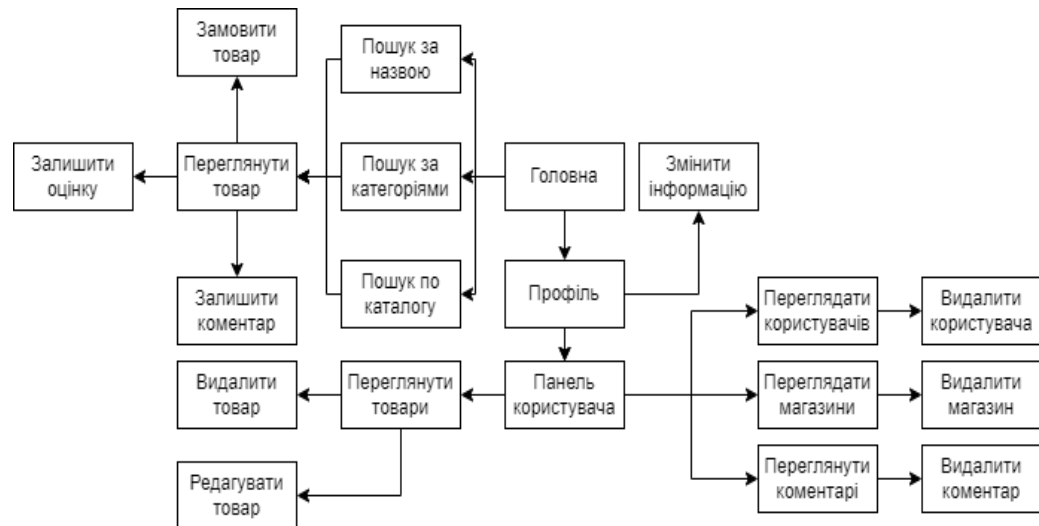 Замовити
товар
Пошук за
назвою
Залишити
оцінку
Переглянути
товар
Пошук за
категоріями
Головна
Змінити
інформацію
Залишити
коментар
Пошук по
каталогу
Профіль
Переглядати
користувачів
Видалити
користувача
Видалити
товар
Переглянути
товари
Панель
користувача
Переглядати
магазини
Видалити
магазин
Редагувати
товар
Переглянути
коментарі
Видалити
коментар